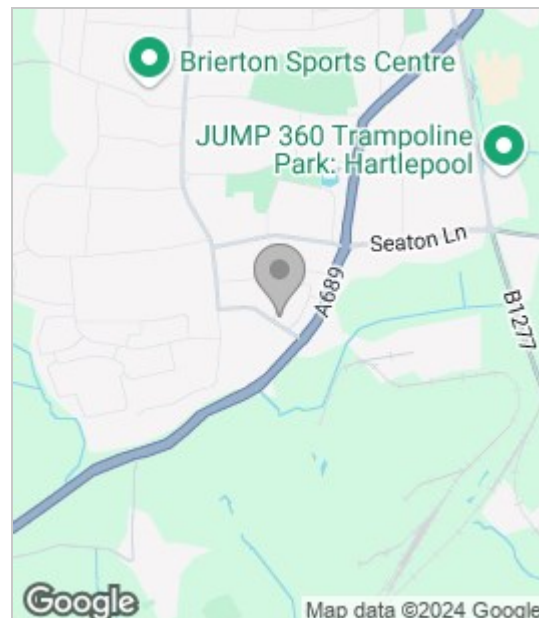 Brierton Sports Centre
JUMP 360 Trampoline
Park: Hartlepool
Seaton Ln
A689
B1277
Google
Map data ©2024 Google